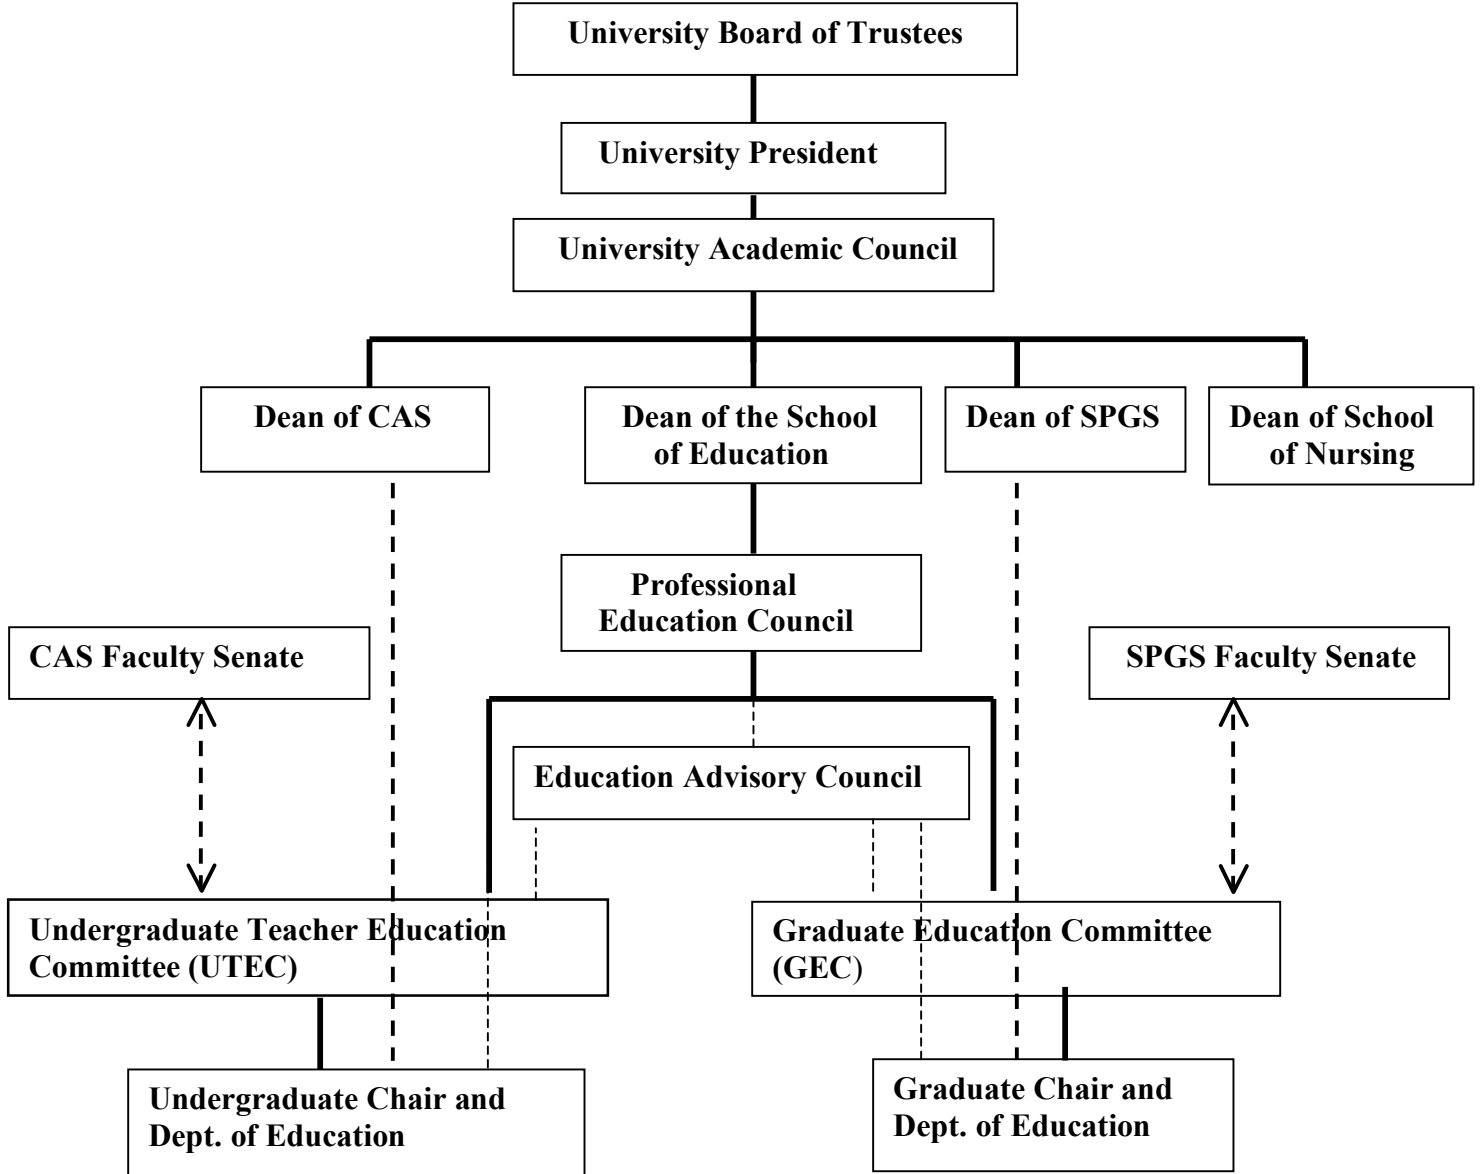 University Board of Trustees
University President
University Academic Council
Dean of CAS
Dean of the School
of Education
Dean of SPGS
Dean of School
of Nursing
Professional
Education Council
CAS Faculty Senate
SPGS Faculty Senate
Education Advisory Council
Undergraduate Teacher Education
Committee (UTEC)
Graduate Education Committee
(GEC)
Undergraduate Chair and
Dept. of Education
Graduate Chair and
Dept. of Education